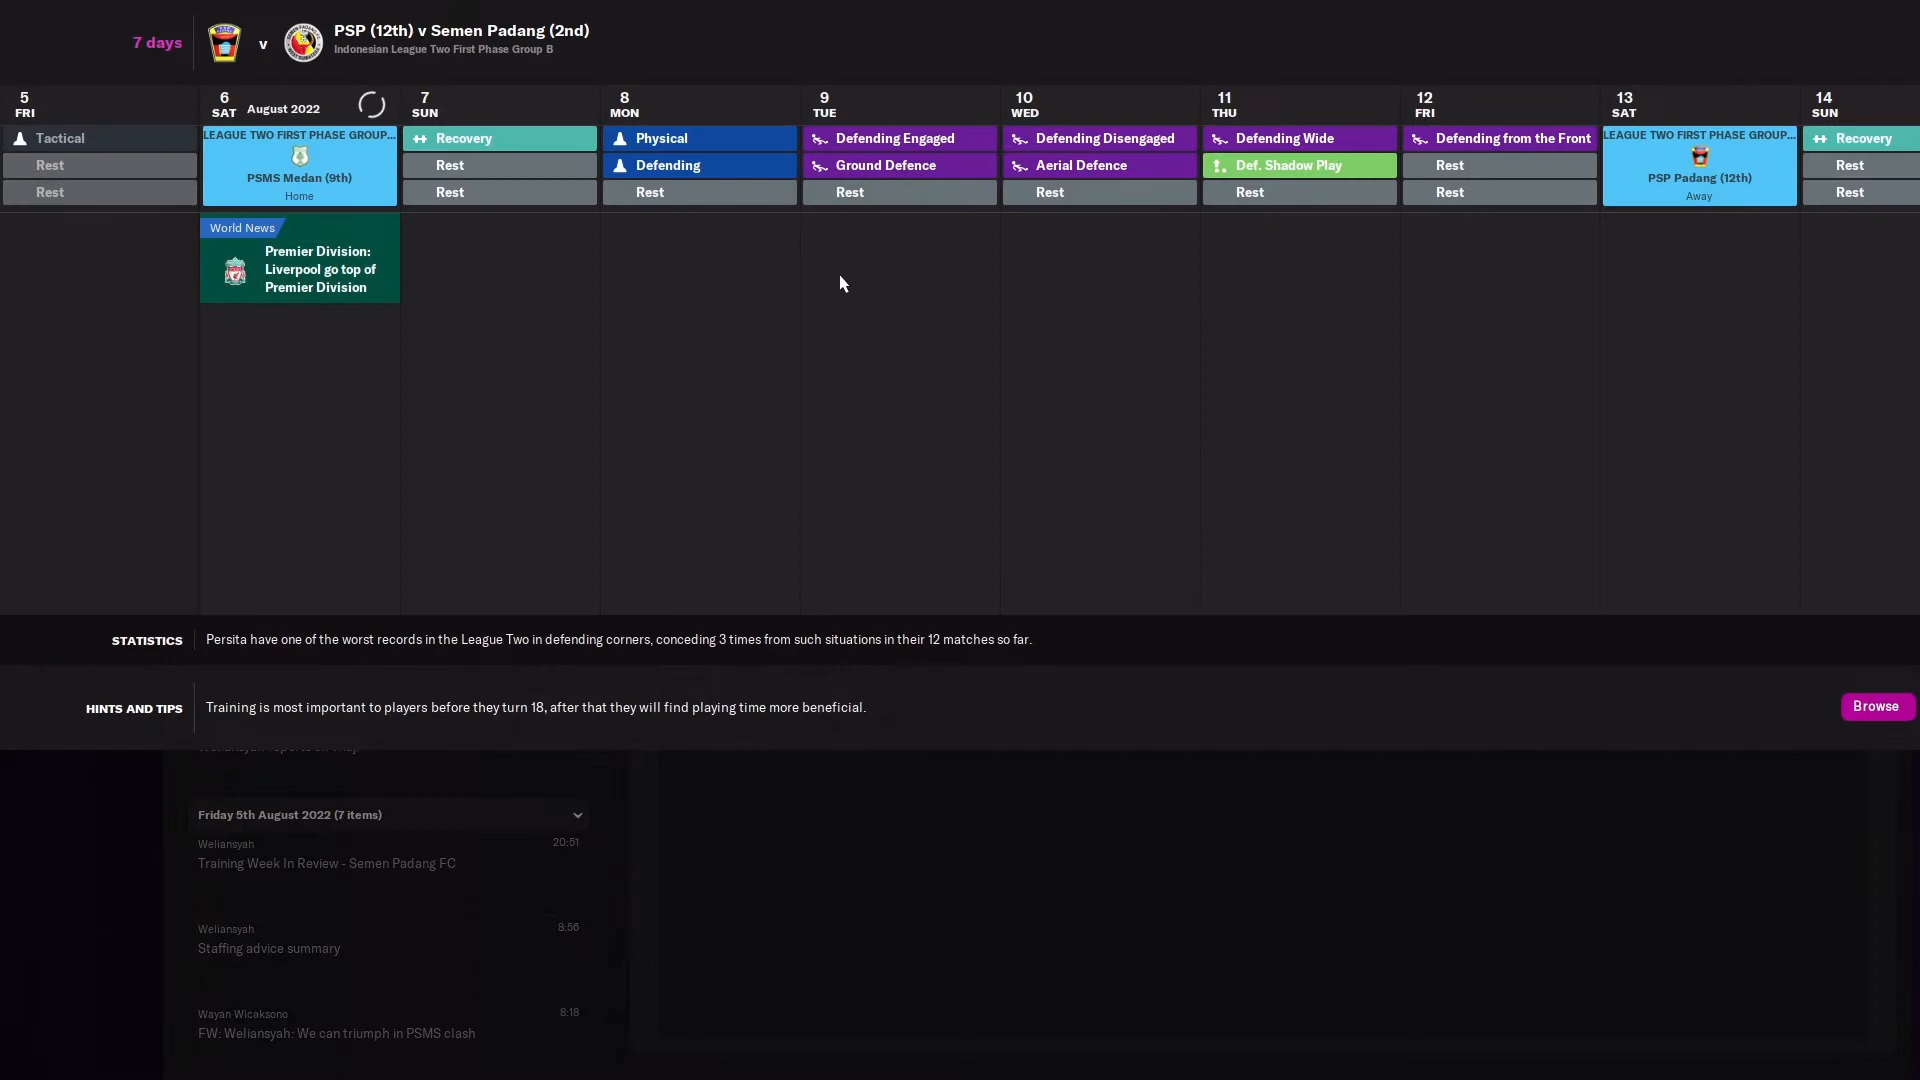 7 days
v
PSP (12th) v Semen Padang (2nd)
Indonesian League Two First Phase Group B
5
FRI
6
SAT August 2022
7
SUN
8
MON
9
TUE
10
WED
11
THU
12
FRI
13
SAT
14
SUN
Tactical
Rest
Rest
LEAGUE TWO FIRST PHASE GROUP...
PSMS Medan (9th)
Home
Recovery
Rest
Rest
Physical
Defending
Rest
Defending Engaged
Ground Defence
Rest
Defending Disengaged
Aerial Defence
Rest
Defending Wide
Def. Shadow Play
Rest
Defending from the Front
Rest
Rest
LEAGUE TWO FIRST PHASE GROUP...
PSP Padang (12th)
Away
Recovery
Rest
Rest
World News
Premier Division:
Liverpool go top of
Premier Division
STATISTICS
Persita have one of the worst records in the League Two in defending corners, conceding 3 times from such situations in their 12 matches so far.
HINTS AND TIPS
Training is most important to players before they turn 18, after that they will find playing time more beneficial.
Browse
Friday 5th August 2022 (7 items)
Weliansyah 20:51
Training Week In Review - Semen Padang FC
Weliansyah 8:56
Staffing advice summary
Wayan Wicaksono 8:18
FW: Weliansyah: We can triumph in PSMS clash